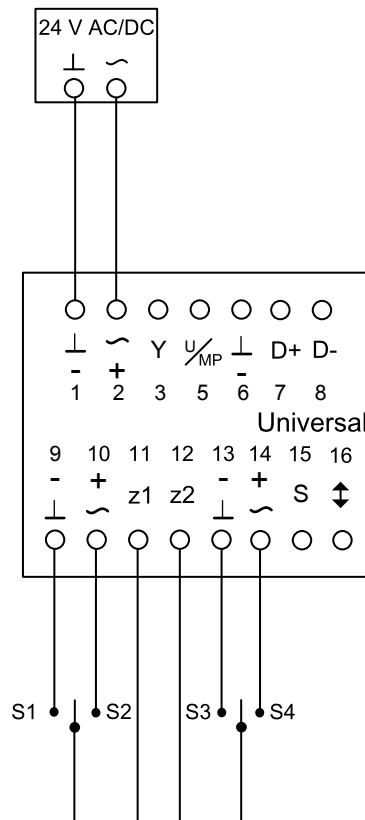 24 V AC/DC
⊥ ~
⊥ ~ Y U/MP ⊥ D+ D-
- + -
1 2 3 5 6 7 8
Universal
9 10 11 12 13 14 15 16
- + z1 z2 - + S ↕
⊥ ~ ⊥ ~
S1 S2 S3 S4